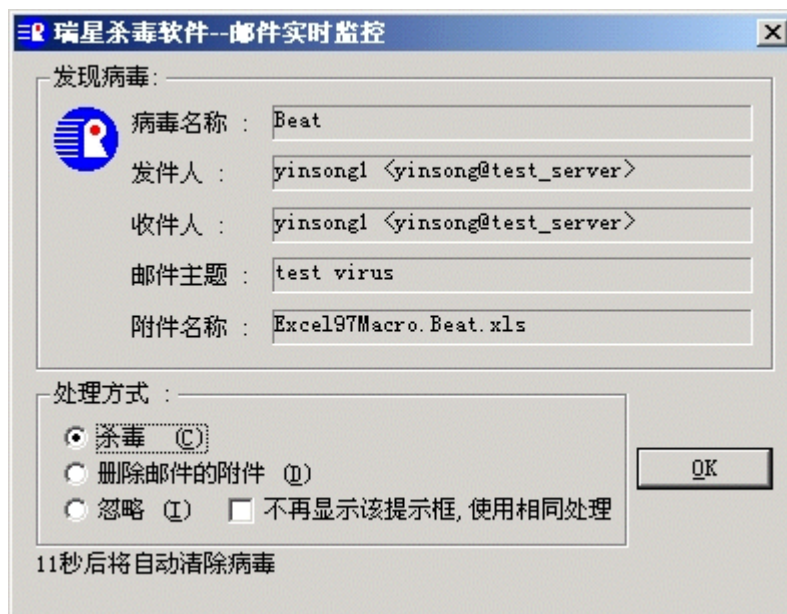 瑞星杀毒软件--邮件实时监控
发现病毒:
病毒名称 : Beat
发件人 : yinsong1 <yinsong@test_server>
收件人 : yinsong1 <yinsong@test_server>
邮件主题 : test virus
附件名称 : Excel97Macro.Beat.xls
处理方式 :
杀毒 (C)
删除邮件的附件 (D)
忽略 (I) 不再显示该提示框,使用相同处理
OK
11秒后将自动清除病毒